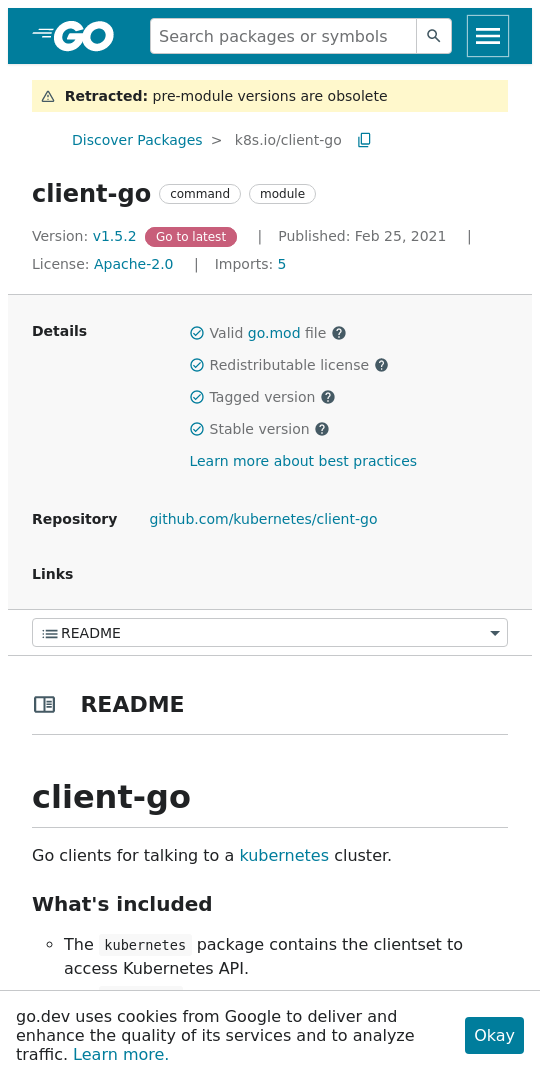 GO
Search packages or symbols
Retracted: pre-module versions are obsolete
Discover Packages > k8s.io/client-go
client-go command module
Version: v1.5.2 Go to latest | Published: Feb 25, 2021 |
License: Apache-2.0 | Imports: 5
Details
Valid go.mod file
Redistributable license
Tagged version
Stable version
Learn more about best practices
Repository github.com/kubernetes/client-go
Links
README
README
client-go
Go clients for talking to a kubernetes cluster.
What's included
The kubernetes package contains the clientset to
access Kubernetes API.
go.dev uses cookies from Google to deliver and
enhance the quality of its services and to analyze
traffic. Learn more.
Okay